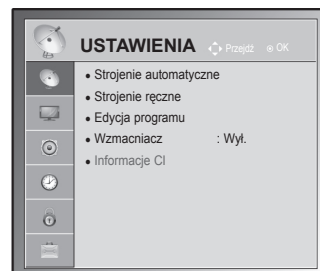 USTAWIENIA Przejdź OK
• Strojenie automatyczne
• Strojenie ręczne
• Edycja programu
• Wzmacniacz : Wył.
• Informacje CI